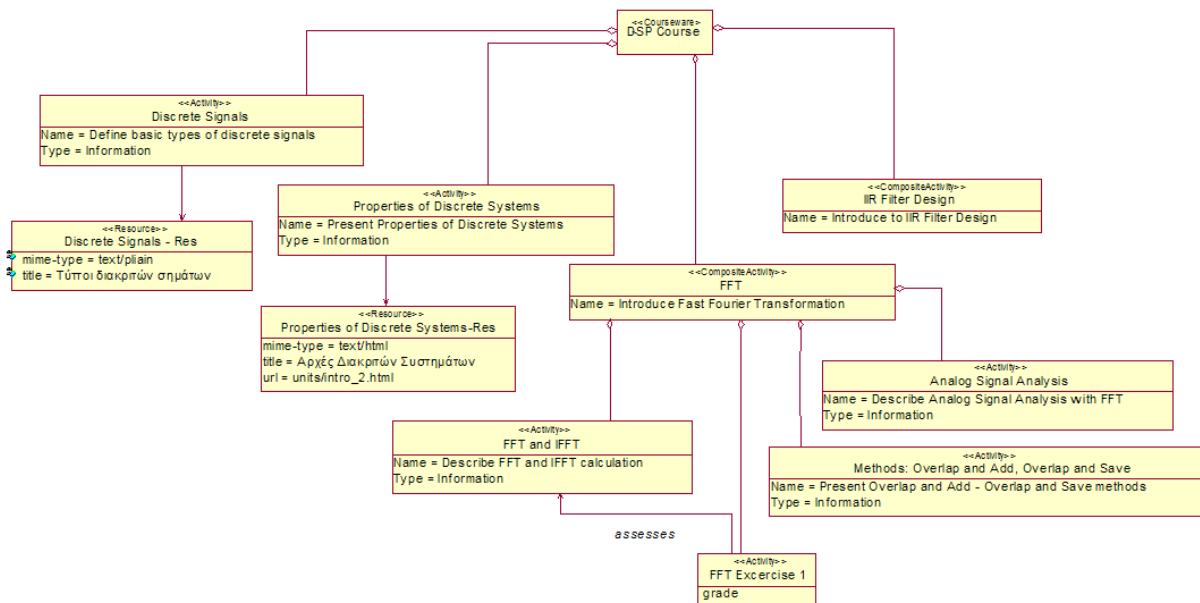 <<Courseware>>
DSP Course
<<Activity>>
Discrete Signals
Name = Define basic types of discrete signals
Type = Information
<<Activity>>
Properties of Discrete Systems
Name = Present Properties of Discrete Systems
Type = Information
<<CompositeActivity>>
IIR Filter Design
Name = Introduce to IIR Filter Design
<<Resource>>
Discrete Signals - Res
mime-type = text/pliain
title = Τύποι διακριτών σημάτων
<<CompositeActivity>>
FFT
Name = Introduce Fast Fourier Transformation
<<Resource>>
Properties of Discrete Systems-Res
mime-type = text/html
title = Αρχές Διακριτών Συστημάτων
url = units/intro_2.html
<<Activity>>
Analog Signal Analysis
Name = Describe Analog Signal Analysis with FFT
Type = Information
<<Activity>>
FFT and IFFT
Name = Describe FFT and IFFT calculation
Type = Information
<<Activity>>
Methods: Overlap and Add, Overlap and Save
Name = Present Overlap and Add - Overlap and Save methods
Type = Information
assesses
<<Activity>>
FFT Excercise 1
grade